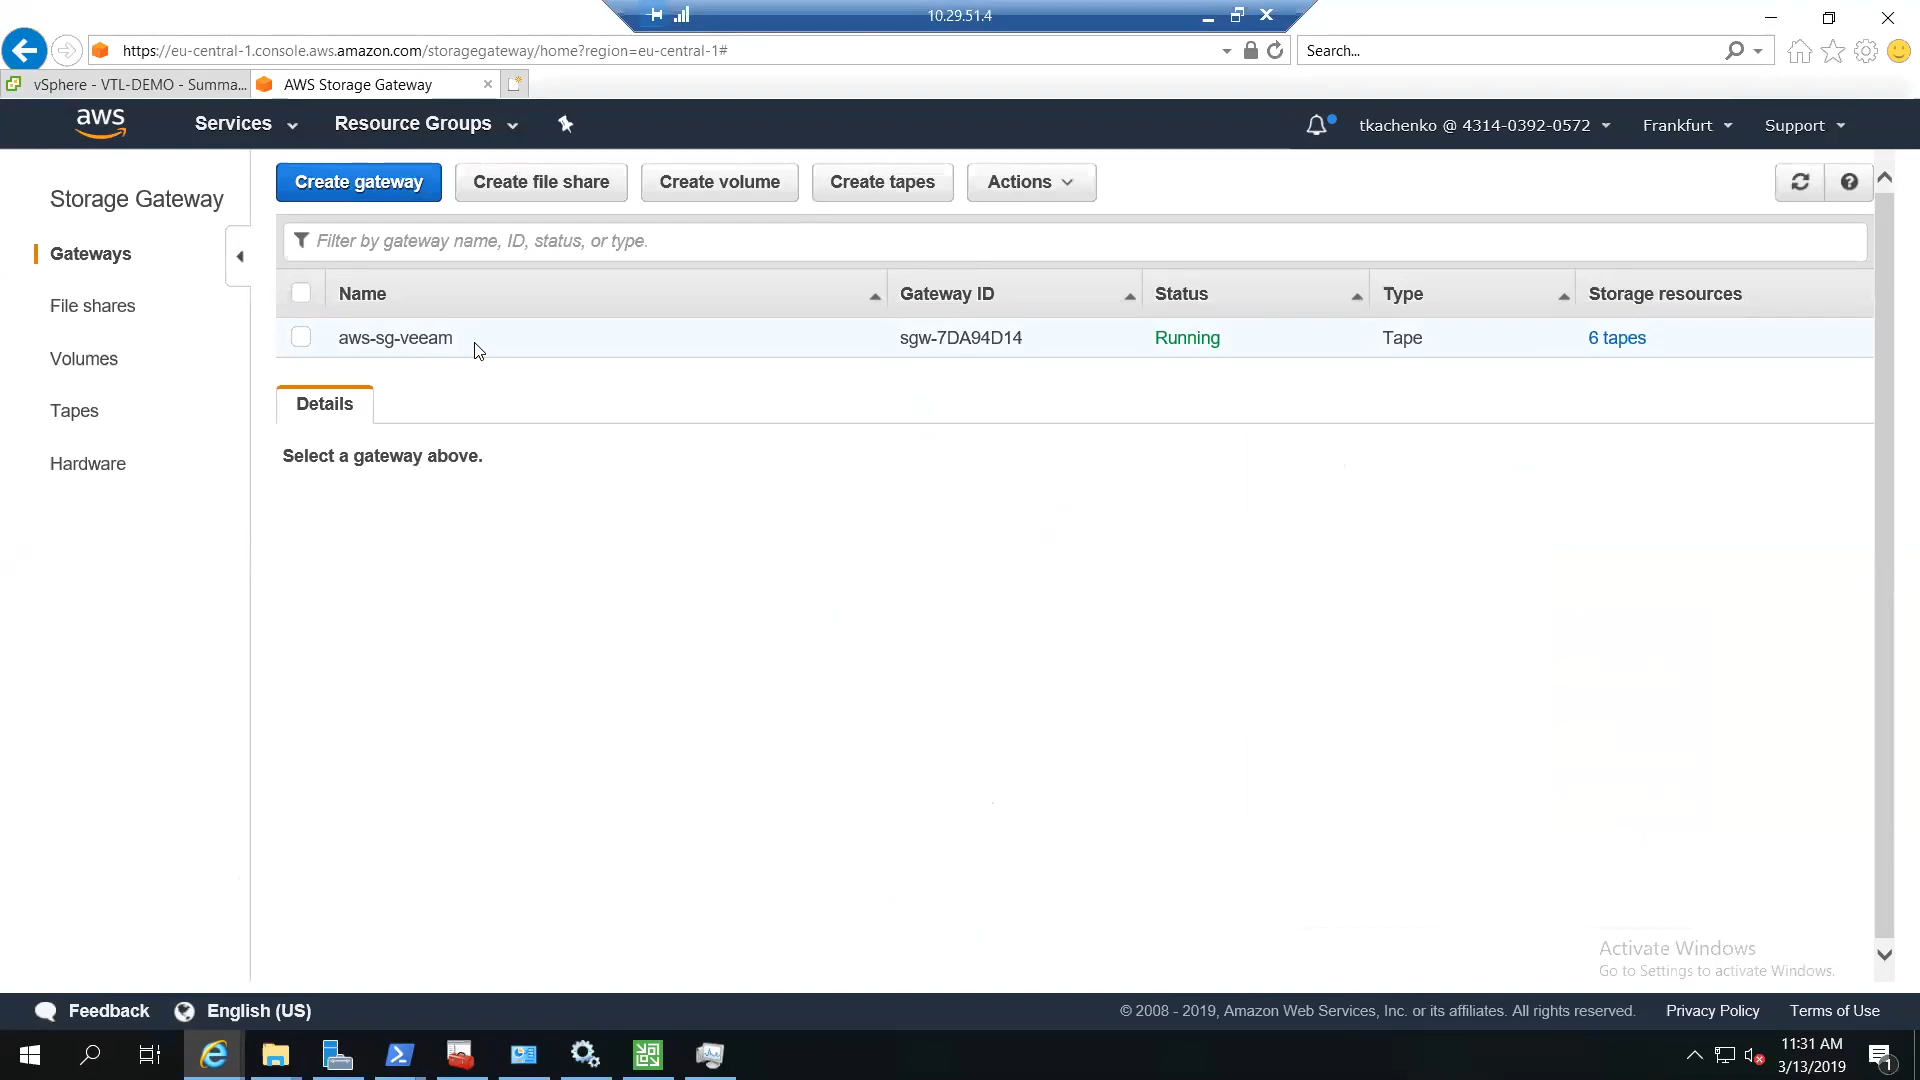 10.29.51.4
https://eu-central-1.console.aws.amazon.com/storagegateway/home?region=eu-central-1#
Search...
vSphere - VTL-DEMO - Summa...
AWS Storage Gateway
aws
Services
Resource Groups
tkachenko @ 4314-0392-0572
Frankfurt
Support
Storage Gateway
Gateways
File shares
Volumes
Tapes
Hardware
Create gateway
Create file share
Create volume
Create tapes
Actions
Filter by gateway name, ID, status, or type.
Name
Gateway ID
Status
Type
Storage resources
aws-sg-veeam
sgw-7DA94D14
Running
Tape
6 tapes
Details
Select a gateway above.
Activate Windows
Go to Settings to activate Windows.
Feedback
English (US)
© 2008 - 2019, Amazon Web Services, Inc. or its affiliates. All rights reserved.
Privacy Policy
Terms of Use
11:31 AM
3/13/2019
1